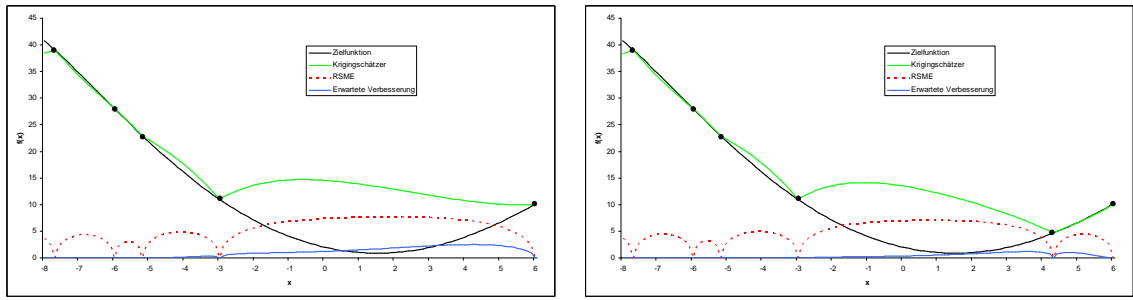 45
40
35
30
25
20
15
10
5
0
f(x)
Zielfunktion
Krigingschätzer
RSME
Erwartete Verbesserung
-8 -7 -6 -5 -4 -3 -2 -1 0 1 2 3 4 5 6
x
45
40
35
30
25
20
15
10
5
0
f(x)
Zielfunktion
Krigingschätzer
RSME
Erwartete Verbesserung
-8 -7 -6 -5 -4 -3 -2 -1 0 1 2 3 4 5 6
x